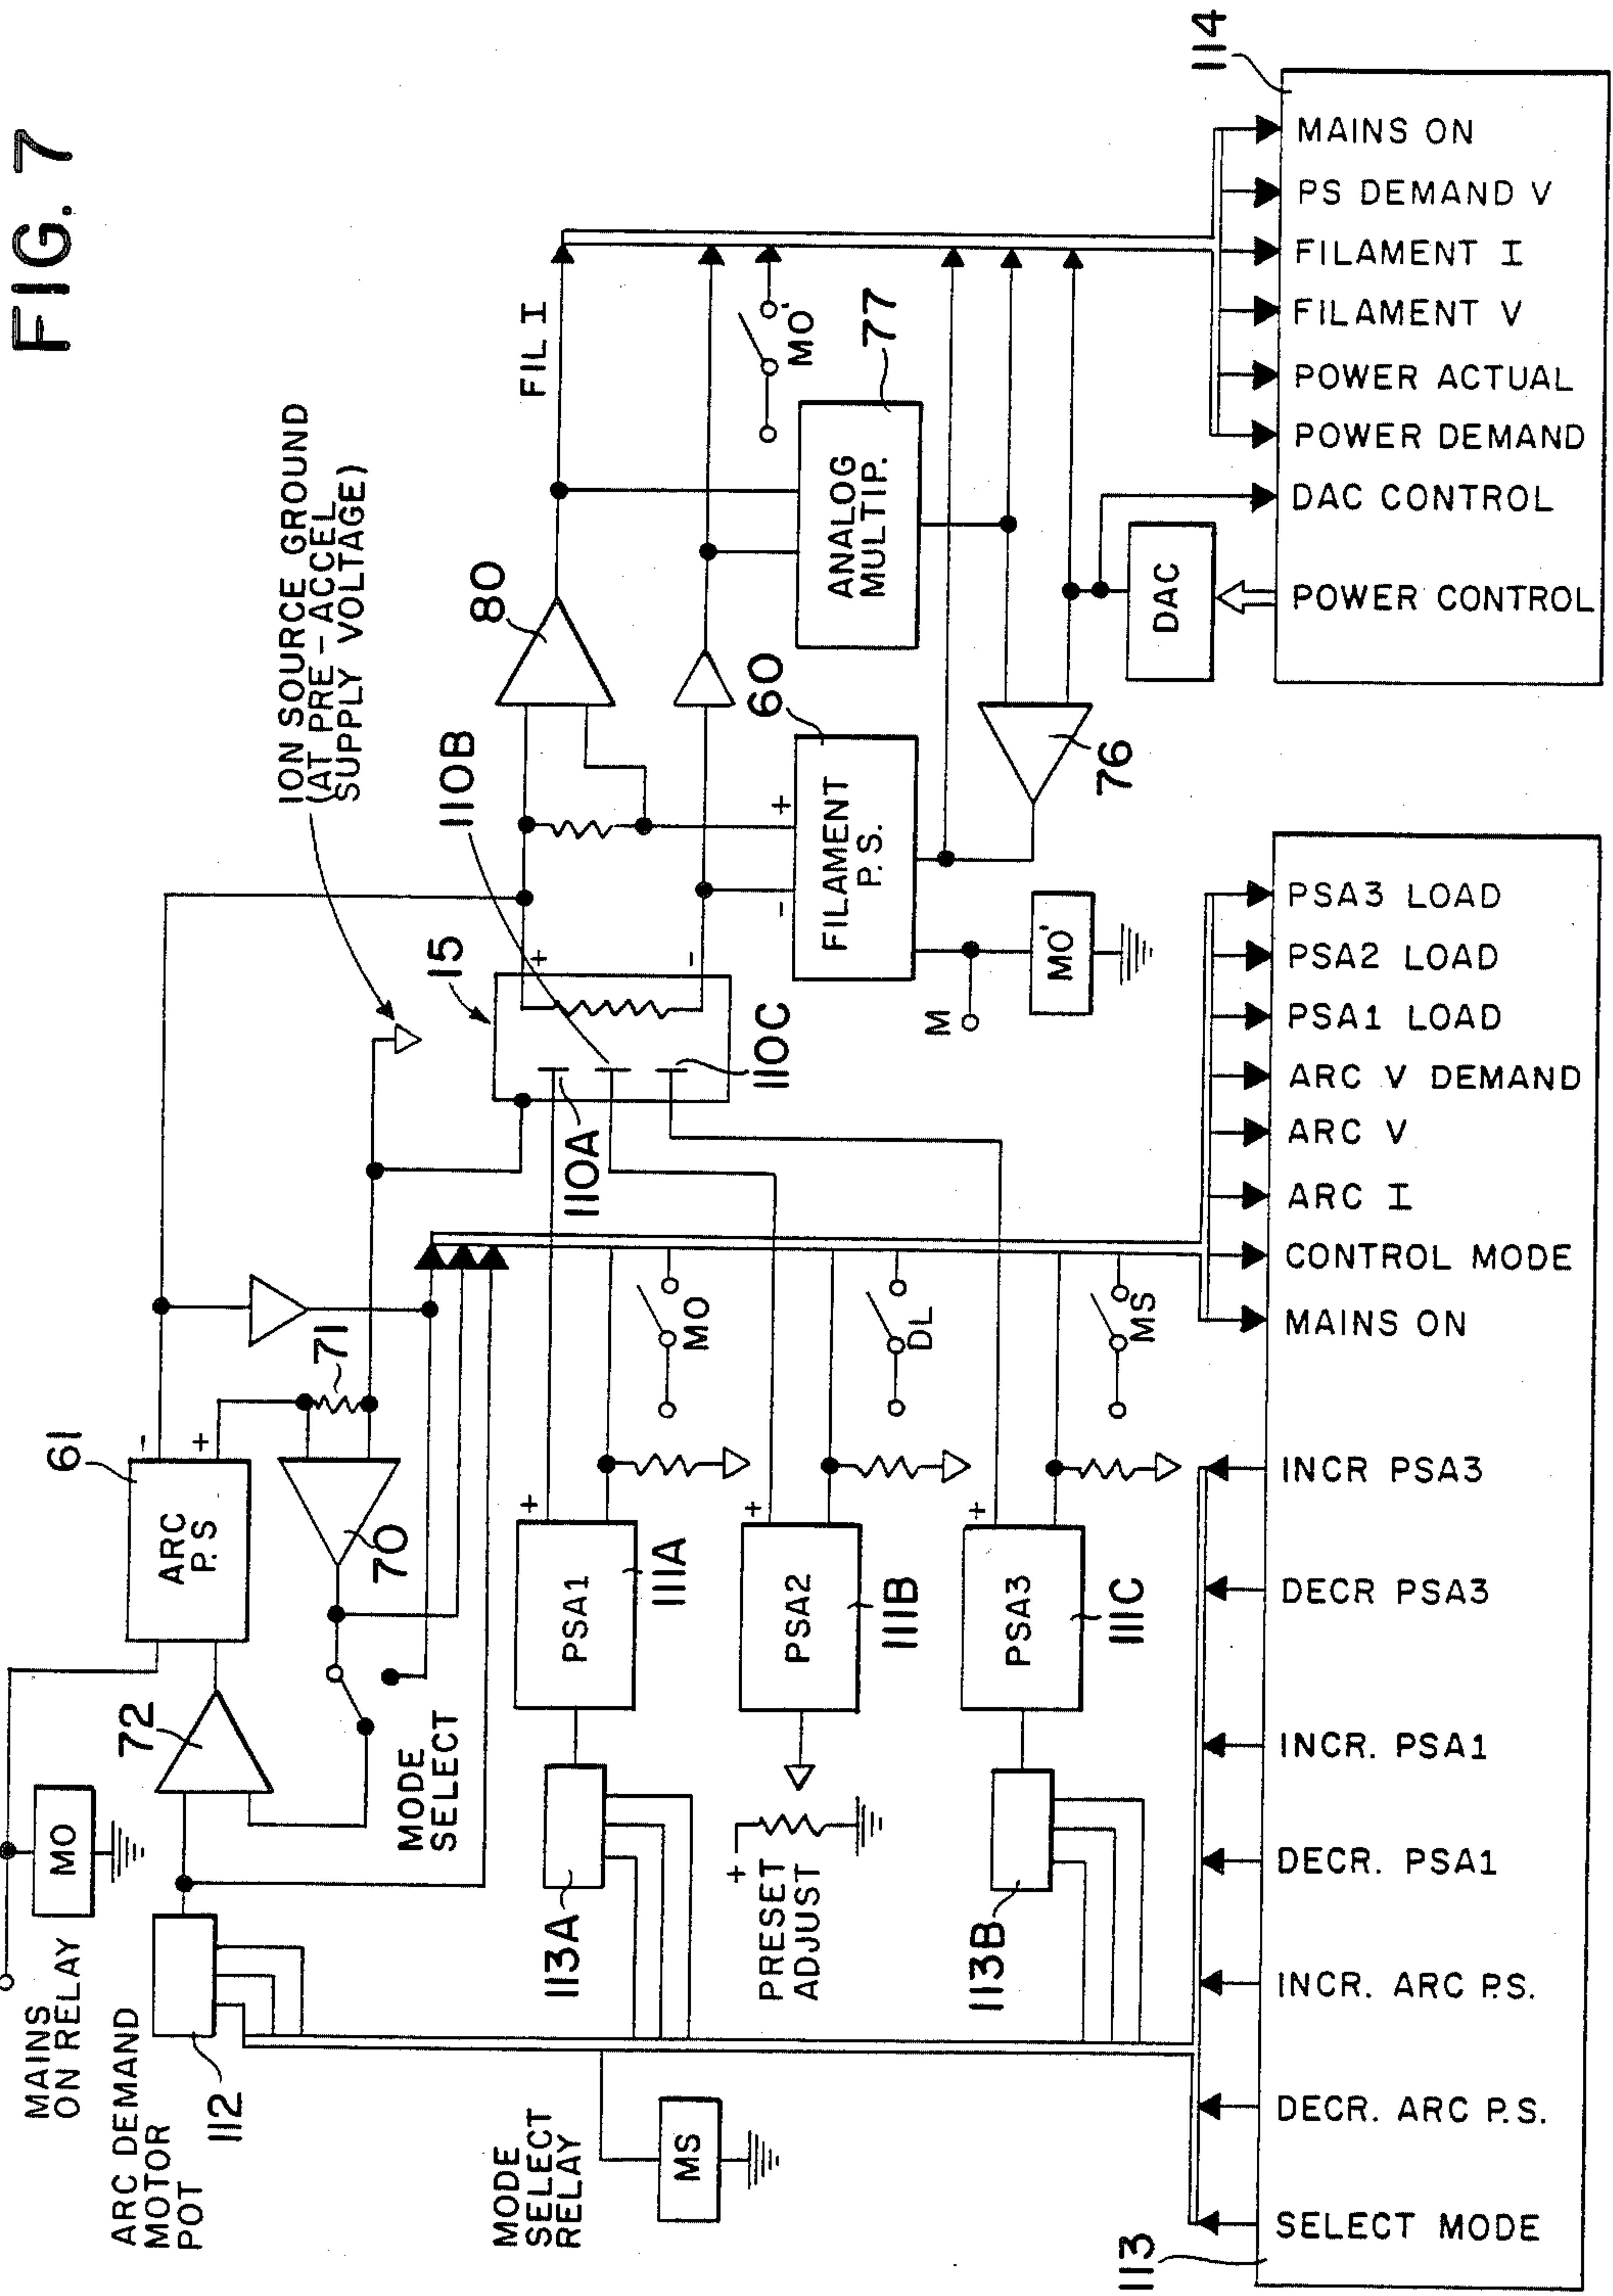 FIG. 7
MAINS
ON RELAY
MO
ARC DEMAND
MOTOR
POT
112
72
61
ARC
P.S
-
+
70
71
MODE
SELECT
ION SOURCE GROUND
(AT PRE-ACCEL
SUPPLY VOLTAGE)
15
110A
110B
110C
+
-
80
FIL I
MO'
ANALOG
MULTIP.
77
60
FILAMENT
P.S.
-
+
M
MO'
76
DAC
MODE
SELECT
RELAY
MS
113A
PSA1
+
111A
MO
+
PRESET
ADJUST
PSA2
+
111B
DL
113B
PSA3
+
111C
MS
113
SELECT MODE
DECR. ARC P.S.
INCR. ARC P.S.
DECR. PSA1
INCR. PSA1
DECR PSA3
INCR PSA3
MAINS ON
CONTROL MODE
ARC I
ARC V
ARC V DEMAND
PSA1 LOAD
PSA2 LOAD
PSA3 LOAD
114
POWER CONTROL
DAC CONTROL
POWER DEMAND
POWER ACTUAL
FILAMENT V
FILAMENT I
PS DEMAND V
MAINS ON